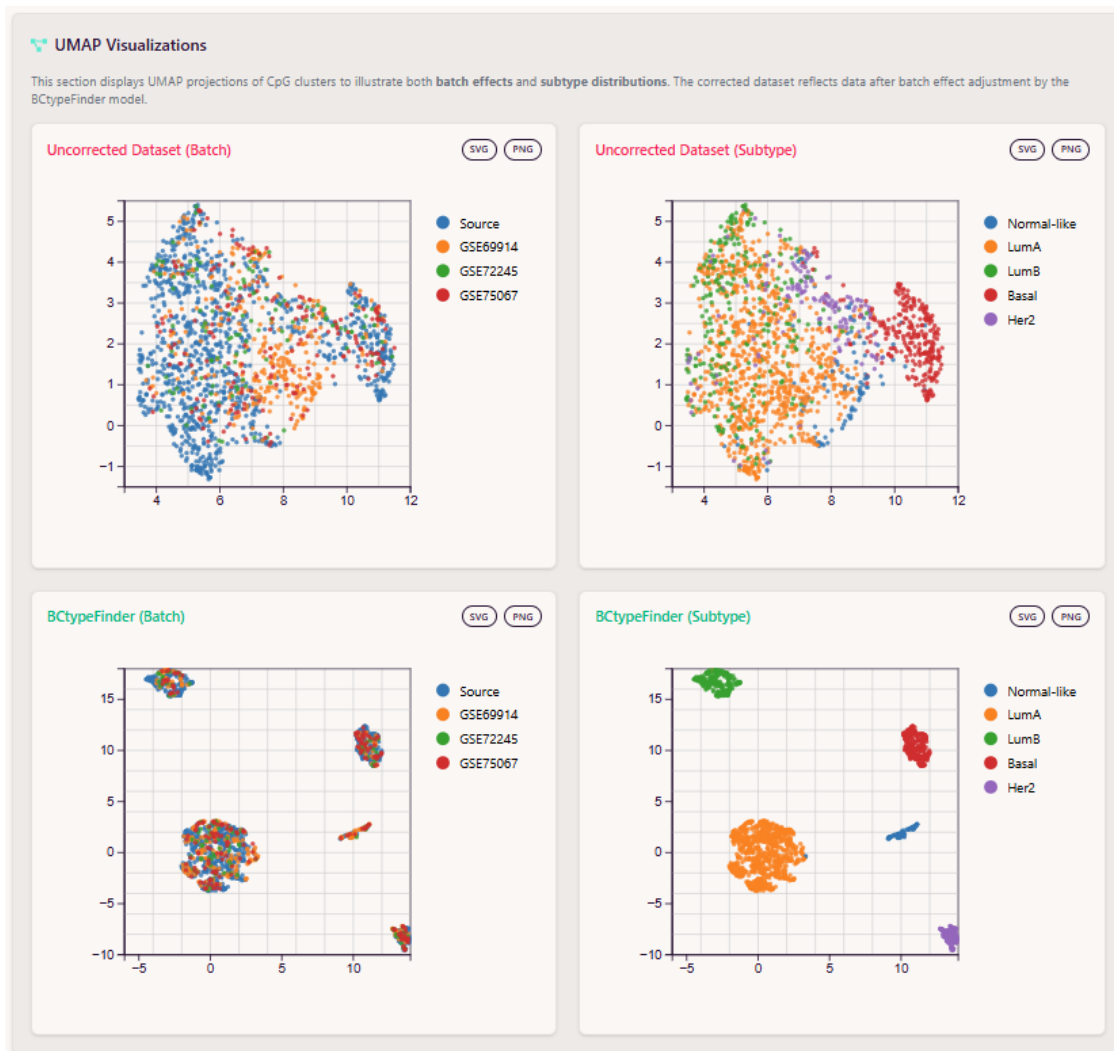 UMAP Visualizations
This section displays UMAP projections of CpG clusters to illustrate both batch effects and subtype distributions. The corrected dataset reflects data after batch effect adjustment by the
BCtypeFinder model.
Uncorrected Dataset (Batch)
SVG
PNG
5
4
3
2
1
0
−1
4
6
8
10
12
Source
GSE69914
GSE72245
GSE75067
Uncorrected Dataset (Subtype)
SVG
PNG
5
4
3
2
1
0
−1
4
6
8
10
12
Normal-like
LumA
LumB
Basal
Her2
BCtypeFinder (Batch)
SVG
PNG
15
10
5
0
−5
−10
−5
0
5
10
Source
GSE69914
GSE72245
GSE75067
BCtypeFinder (Subtype)
SVG
PNG
15
10
5
0
−5
−10
−5
0
5
10
Normal-like
LumA
LumB
Basal
Her2